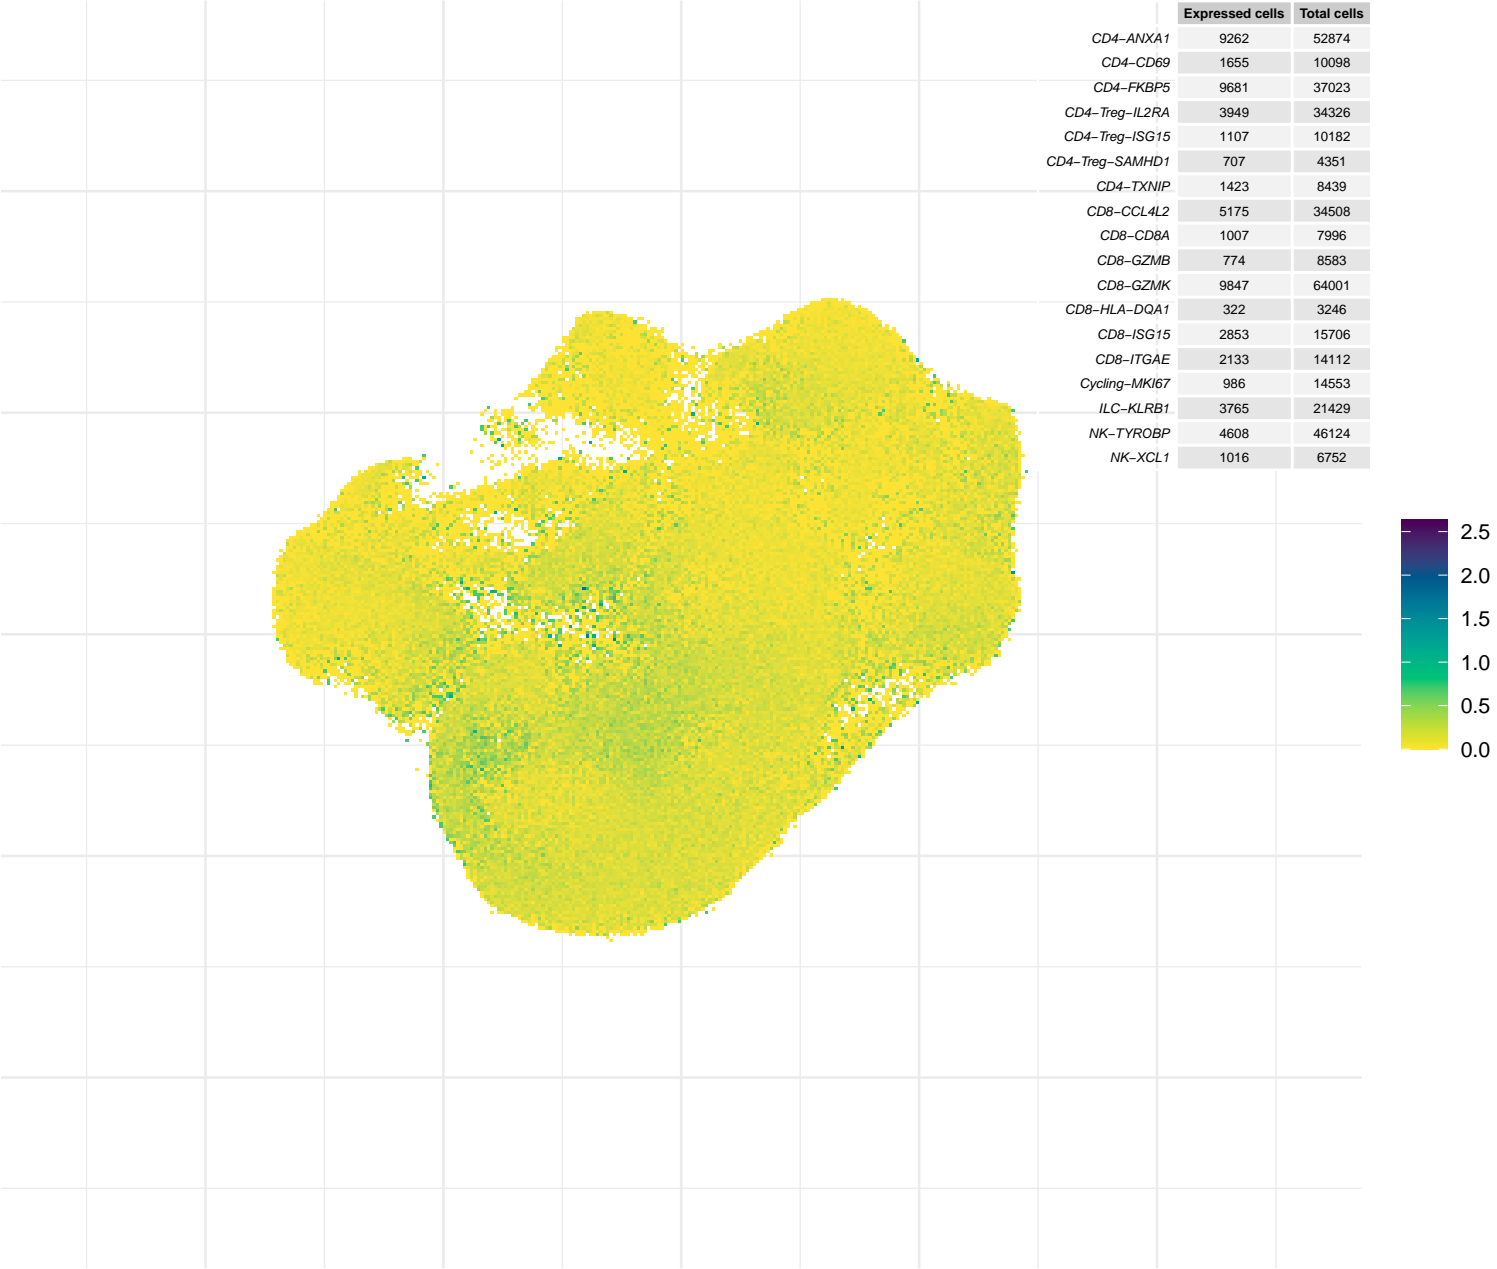 Expressed cells Total cells
CD4−ANXA1 9262 52874
CD4−CD69 1655 10098
CD4−FKBP5 9681 37023
CD4−Treg−IL2RA 3949 34326
CD4−Treg−ISG15 1107 10182
CD4−Treg−SAMHD1 707 4351
CD4−TXNIP 1423 8439
CD8−CCL4L2 5175 34508
CD8−CD8A 1007 7996
CD8−GZMB 774 8583
CD8−GZMK 9847 64001
CD8−HLA−DQA1 322 3246
CD8−ISG15 2853 15706
CD8−ITGAE 2133 14112
Cycling−MKI67 986 14553
ILC−KLRB1 3765 21429
NK−TYROBP 4608 46124
NK−XCL1 1016 6752
2.5
2.0
1.5
1.0
0.5
0.0